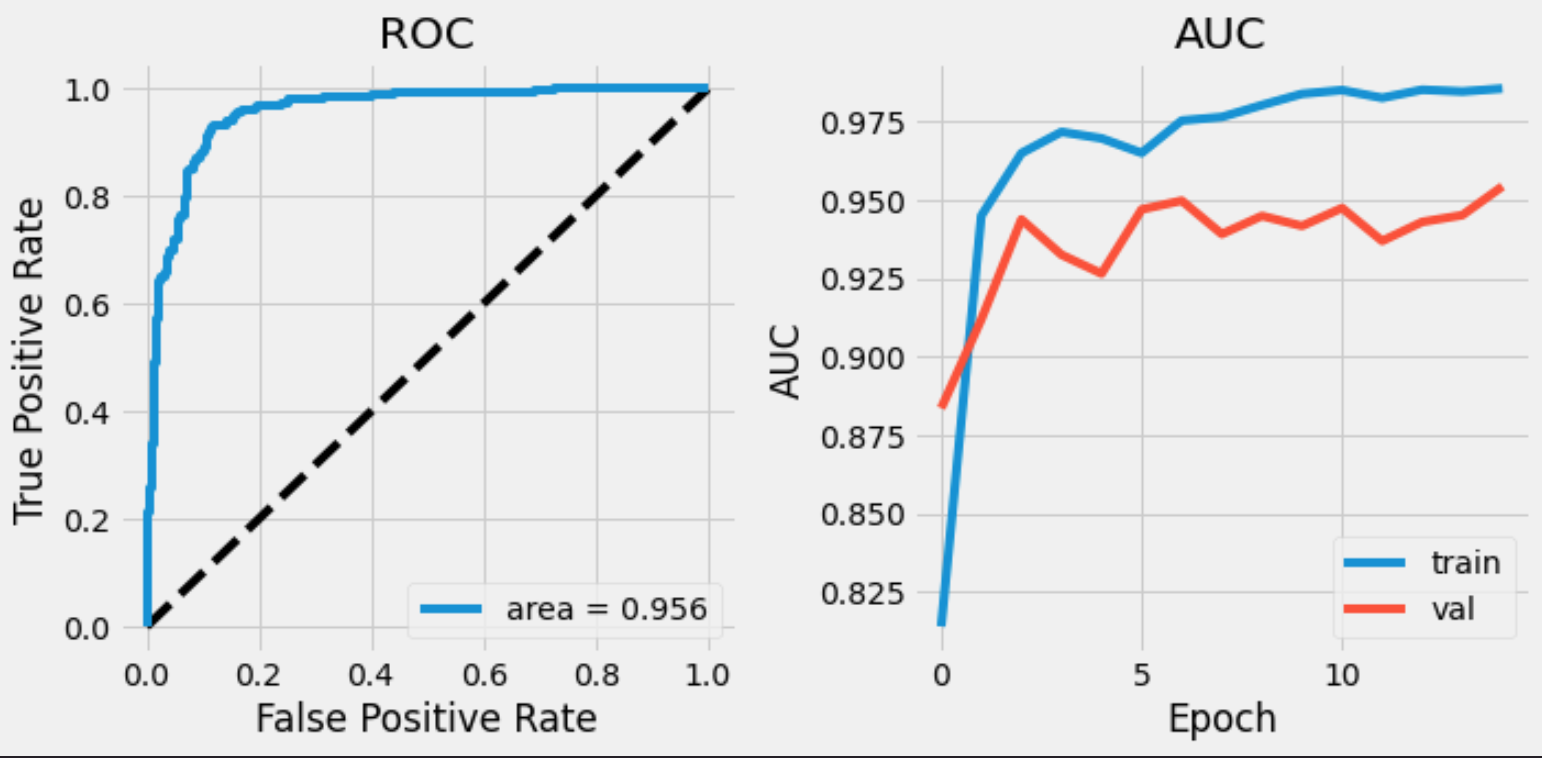 ROC
True Positive Rate
1.0
0.8
0.6
0.4
0.2
0.0
area = 0.956
0.0 0.2 0.4 0.6 0.8 1.0
False Positive Rate
AUC
AUC
0.975
0.950
0.925
0.900
0.875
0.850
0.825
train
val
0 5 10
Epoch